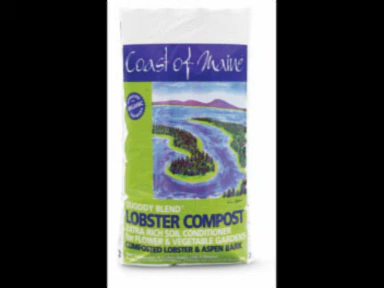 Coast of Maine
ORGANIC
QUODDY BLEND
LOBSTER COMPOST
EXTRA RICH SOIL CONDITIONER
for FLOWER & VEGETABLE GARDENS
COMPOSTED LOBSTER & ASPEN BARK